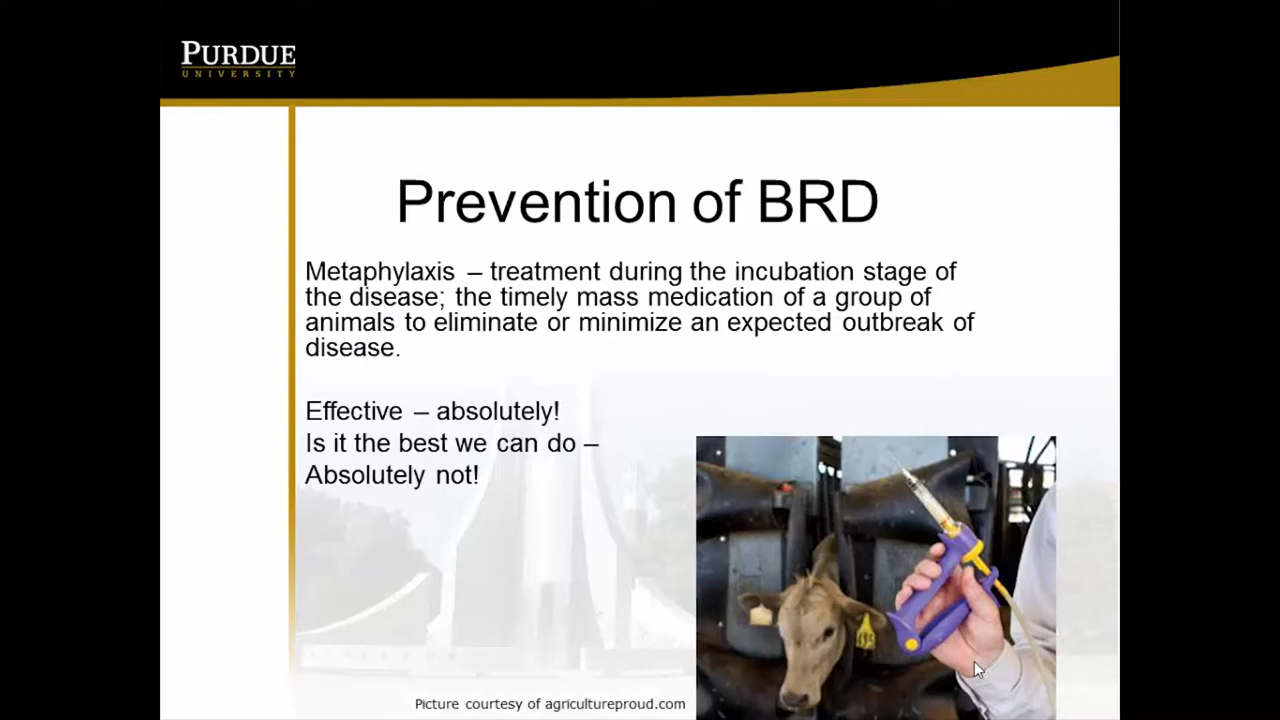 PURDUE
UNIVERSITY
Prevention of BRD
Metaphylaxis – treatment during the incubation stage of
the disease; the timely mass medication of a group of
animals to eliminate or minimize an expected outbreak of
disease.
Effective – absolutely!
Is it the best we can do –
Absolutely not!
Picture courtesy of agricultureproud.com